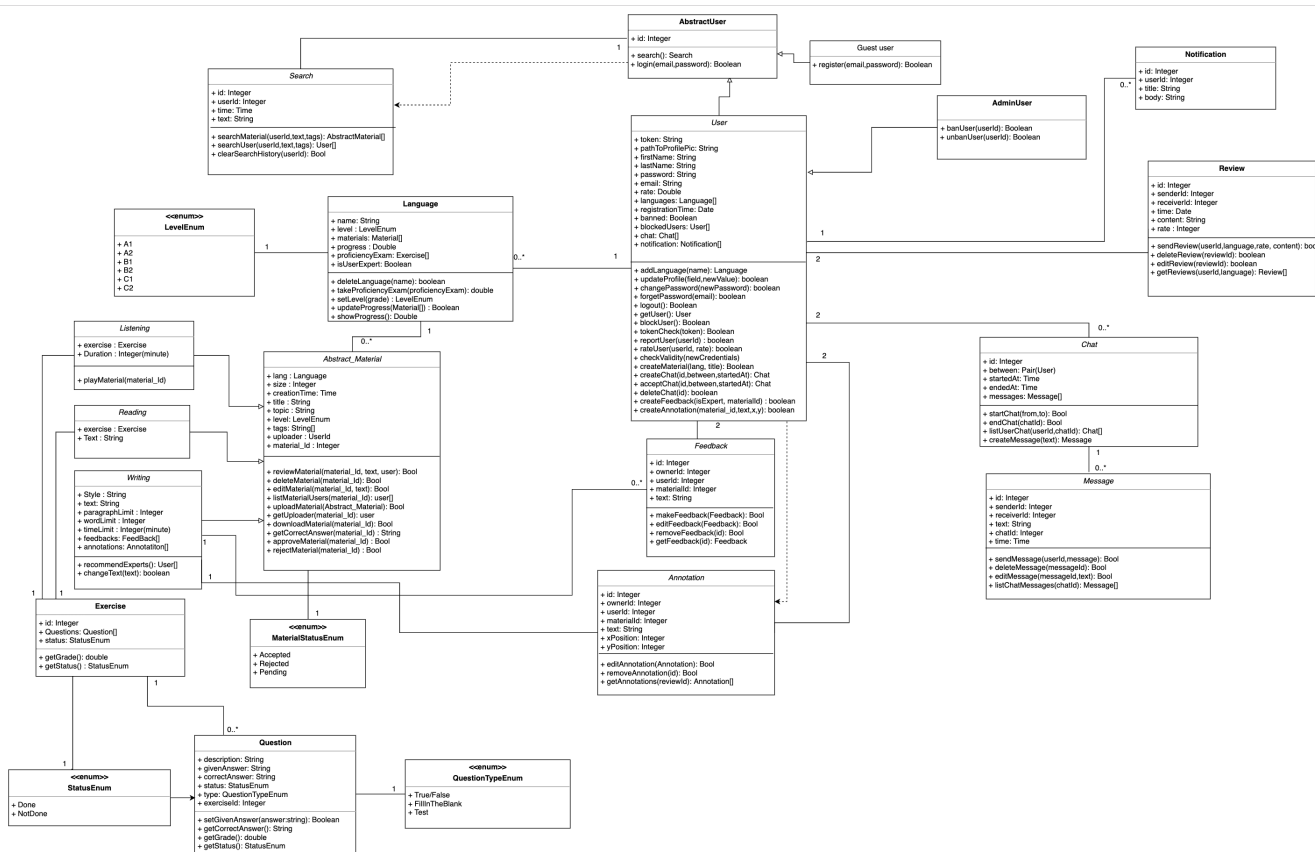 AbstractUser
+ id: Integer
+ search(): Search
+ login(email,password): Boolean
1
Guest user
+ register(email,password): Boolean
Notification
+ id: Integer
+ userId: Integer
+ title: String
+ body: String
0..*
Search
+ id: Integer
+ userId: Integer
+ time: Time
+ text: String
+ searchMaterial(userId,text,tags): AbstractMaterial[]
+ searchUser(userId,text,tags): User[]
+ clearSearchHistory(userId): Bool
AdminUser
+ banUser(userId): Boolean
+ unbanUser(userId): Boolean
User
+ token: String
+ pathToProfilePic: String
+ firstName: String
+ lastName: String
+ password: String
+ email: String
+ rate: Double
+ languages: Language[]
+ registrationTime: Date
+ banned: Boolean
+ blockedUsers: User[]
+ chat: Chat[]
+ notification: Notification[]
+ addLanguage(name): Language
+ updateProfile(field,newValue): boolean
+ changePassword(newPassword): boolean
+ forgetPassword(email): boolean
+ logout(): Boolean
+ getUser(): User
+ blockUser(): Boolean
+ tokenCheck(token): Boolean
+ reportUser(userId) : boolean
+ rateUser(userId, rate): boolean
+ checkValidity(newCredentials)
+ createMaterial(lang, title): Boolean
+ createChat(id,between,startedAt): Chat
+ acceptChat(id,between,startedAt): Chat
+ deleteChat(id): boolean
+ createFeedback(isExpert, materialId) : boolean
+ createAnnotation(material_id,text,x,y): boolean
1
1
2
2
2
2
Review
+ id: Integer
+ senderId: Integer
+ receiverId: Integer
+ time: Date
+ content: String
+ rate : Integer
+ sendReview(userId,language,rate, content): boo
+ deleteReview(reviewId): boolean
+ editReview(reviewId): boolean
+ getReviews(userId,language): Review[]
<<enum>>
LevelEnum
+ A1
+ A2
+ B1
+ B2
+ C1
+ C2
1
Language
+ name: String
+ level : LevelEnum
+ materials: Material[]
+ progress : Double
+ proficiencyExam: Exercise[]
+ isUserExpert: Boolean
+ deleteLanguage(name): boolean
+ takeProficiencyExam(proficiencyExam): double
+ setLevel(grade) : LevelEnum
+ updateProgress(Material[]) : Boolean
+ showProgress(): Double
0..*
1
0..*
Listening
+ exercise : Exercise
+ Duration : Integer(minute)
+ playMaterial(material_Id)
Reading
+ exercise : Exercise
+ Text : String
Writing
+ Style : String
+ text: String
+ paragraphLimit : Integer
+ wordLimit : Integer
+ timeLimit : Integer(minute)
+ feedbacks: FeedBack[]
+ annotations: Annotatiton[]
+ recommendExperts(): User[]
+ changeText(text): boolean
1
1
Abstract_Material
+ lang : Language
+ size : Integer
+ creationTime: Time
+ title : String
+ topic : String
+ level: LevelEnum
+ tags: String[]
+ uploader : UserId
+ material_Id : Integer
+ reviewMaterial(material_Id, text, user): Bool
+ deleteMaterial(material_Id): Bool
+ editMaterial(material_Id, text): Bool
+ listMaterialUsers(material_Id): user[]
+ uploadMaterial(Abstract_Material): Bool
+ getUploader(material_Id): user
+ downloadMaterial(material_Id): Bool
+ getCorrectAnswer(material_Id) : String
+ approveMaterial(material_Id) : Bool
+ rejectMaterial(material_Id) : Bool
Chat
+ id: Integer
+ between: Pair(User)
+ startedAt: Time
+ endedAt: Time
+ messages: Message[]
+ startChat(from,to): Bool
+ endChat(chatId): Bool
+ listUserChat(userId,chatId): Chat[]
+ createMessage(text): Message
0..*
1
0..*
Feedback
+ id: Integer
+ ownerId: Integer
+ userId: Integer
+ materialId: Integer
+ text: String
+ makeFeedback(Feedback): Bool
+ editFeedback(Feedback): Bool
+ removeFeedback(id): Bool
+ getFeedback(id): Feedback
0..*
Message
+ id: Integer
+ senderId: Integer
+ receiverId: Integer
+ text: String
+ chatId: Integer
+ time: Time
+ sendMessage(userId,message): Bool
+ deleteMessage(messageId): Bool
+ editMessage(messageId,text): Bool
+ listChatMessages(chatId): Message[]
Annotation
+ id: Integer
+ ownerId: Integer
+ userId: Integer
+ materialId: Integer
+ text: String
+ xPosition: Integer
+ yPosition: Integer
+ editAnnotation(Annotation): Bool
+ removeAnnotation(id): Bool
+ getAnnotations(reviewId): Annotation[]
1
1
1
Exercise
+ id: Integer
+ Questions: Question[]
+ status: StatusEnum
+ getGrade(): double
+ getStatus() : StatusEnum
1
1
0..*
1
<<enum>>
MaterialStatusEnum
+ Accepted
+ Rejected
+ Pending
<<enum>>
StatusEnum
+ Done
+ NotDone
Question
+ description: String
+ givenAnswer: String
+ correctAnswer: String
+ status: StatusEnum
+ type: QuestionTypeEnum
+ exerciseId: Integer
+ setGivenAnswer(answer:string): Boolean
+ getCorrectAnswer(): String
+ getGrade(): double
+ getStatus(): StatusEnum
<<enum>>
QuestionTypeEnum
+ True/False
+ FillInTheBlank
+ Test